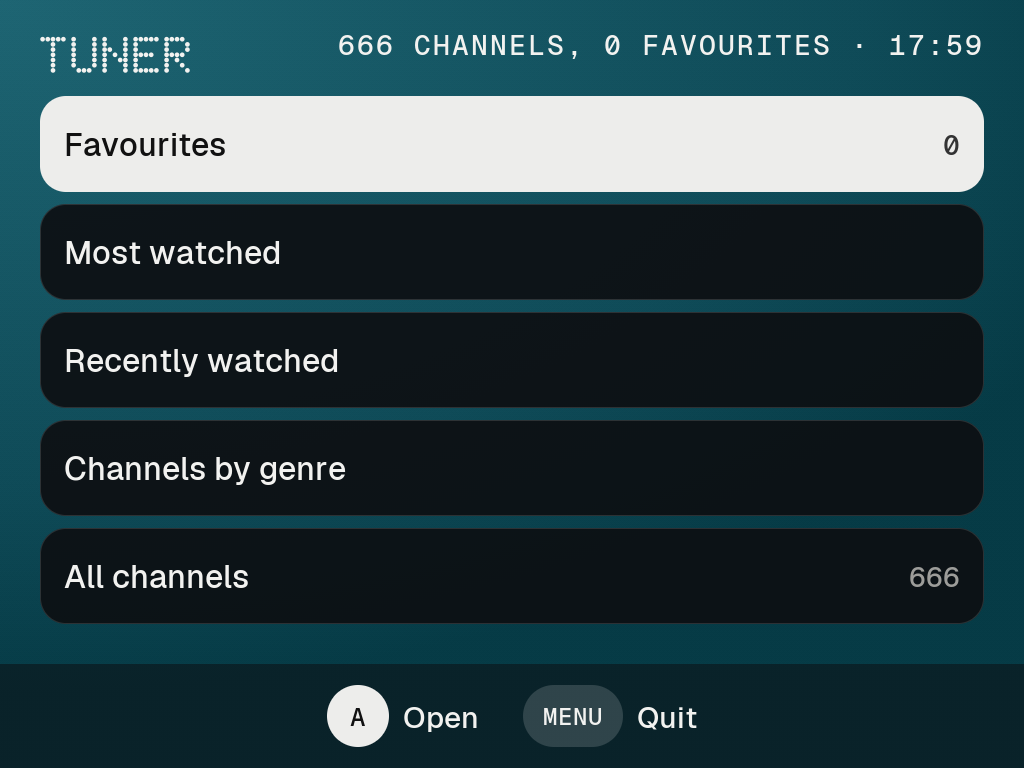 TUNER
666 CHANNELS, 0 FAVOURITES · 17:59
Favourites 0
Most watched
Recently watched
Channels by genre
All channels 666
A Open MENU Quit